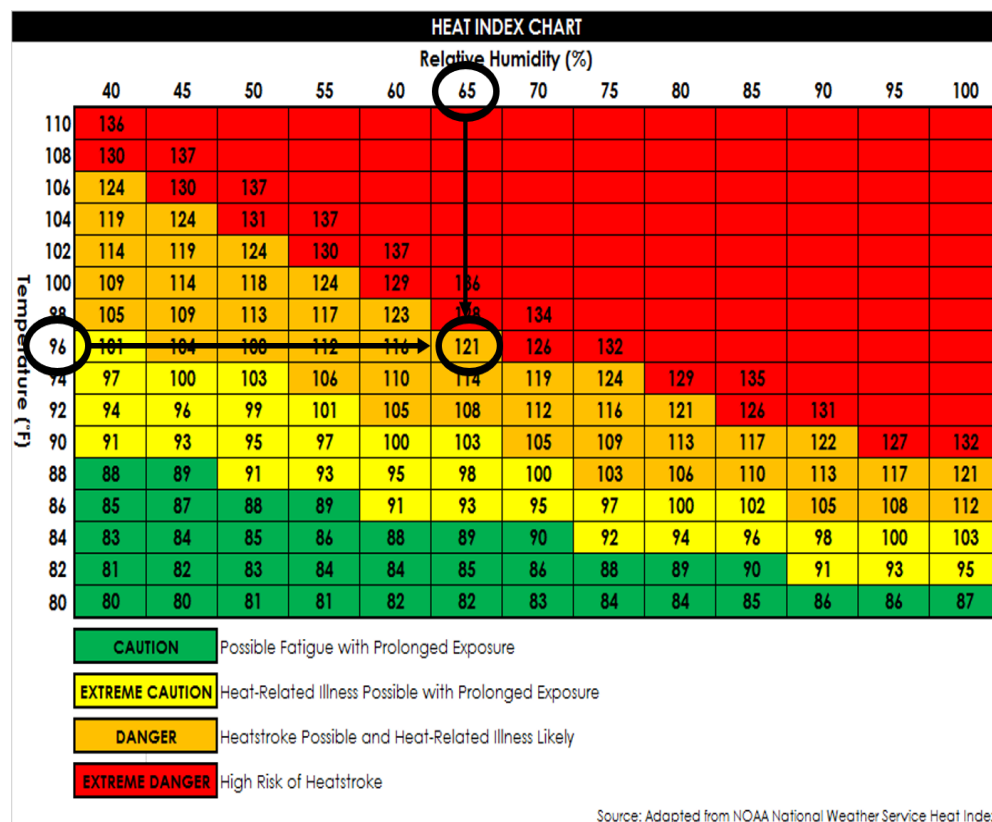 HEAT INDEX CHART
Relative Humidity (%)
40 45 50 55 60 65 70 75 80 85 90 95 100
Temperature (°F)
110 136
108 130 137
106 124 130 137
104 119 124 131 137
102 114 119 124 130 137
100 109 114 118 124 129 136
98 105 109 113 117 123 128 134
96 101 104 108 112 116 121 126 132
94 97 100 103 106 110 114 119 124 129 135
92 94 96 99 101 105 108 112 116 121 126 131
90 91 93 95 97 100 103 105 109 113 117 122 127 132
88 88 89 91 93 95 98 100 103 106 110 113 117 121
86 85 87 88 89 91 93 95 97 100 102 105 108 112
84 83 84 85 86 88 89 90 92 94 96 98 100 103
82 81 82 83 84 84 85 86 88 89 90 91 93 95
80 80 80 81 81 82 82 83 84 84 85 86 86 87
CAUTION Possible Fatigue with Prolonged Exposure
EXTREME CAUTION Heat-Related Illness Possible with Prolonged Exposure
DANGER Heatstroke Possible and Heat-Related Illness Likely
EXTREME DANGER High Risk of Heatstroke
Source: Adapted from NOAA National Weather Service Heat Index